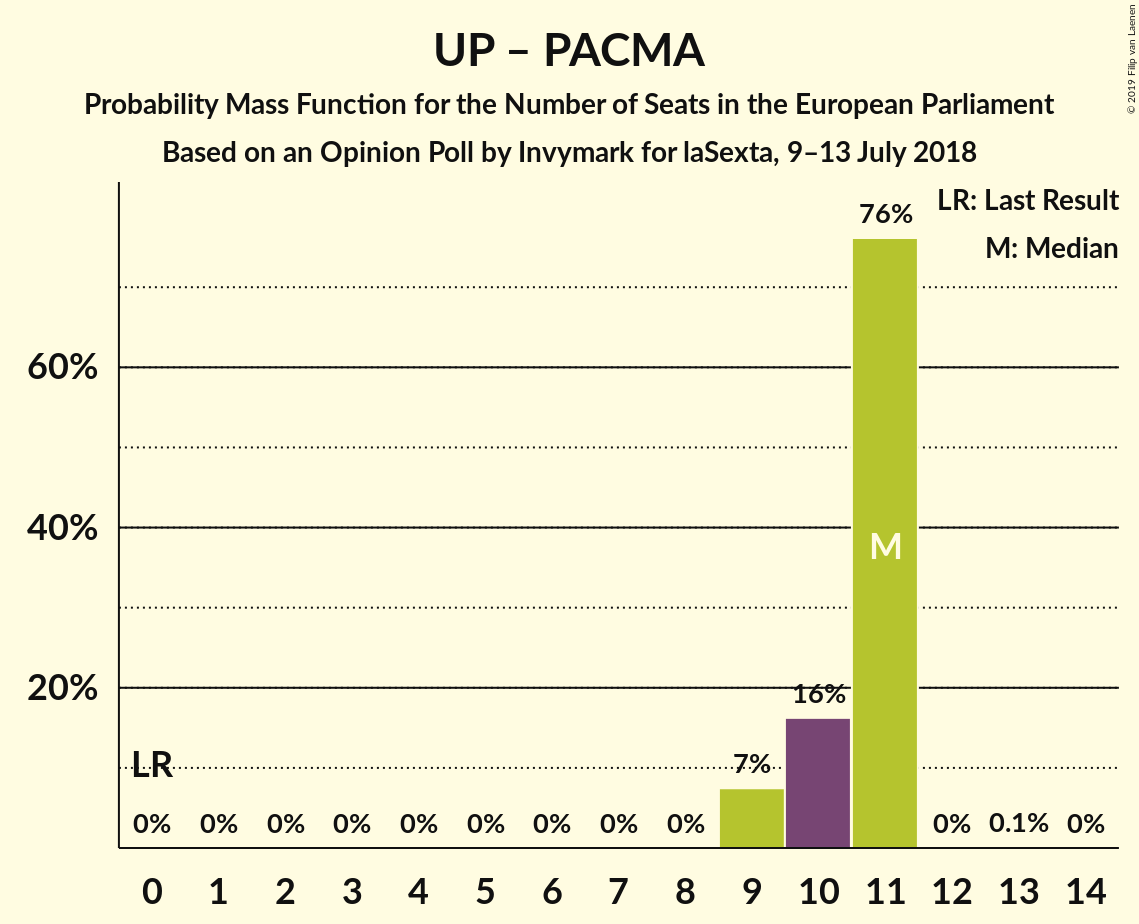 UP – PACMA
Probability Mass Function for the Number of Seats in the European Parliament
Based on an Opinion Poll by Invymark for laSexta, 9–13 July 2018
© 2019 Filip van Laenen
LR: Last Result
M: Median
76%
60%
40%
M
20%
16%
LR
7%
0% 0% 0% 0% 0% 0% 0% 0% 0% 0% 0.1% 0%
0 1 2 3 4 5 6 7 8 9 10 11 12 13 14